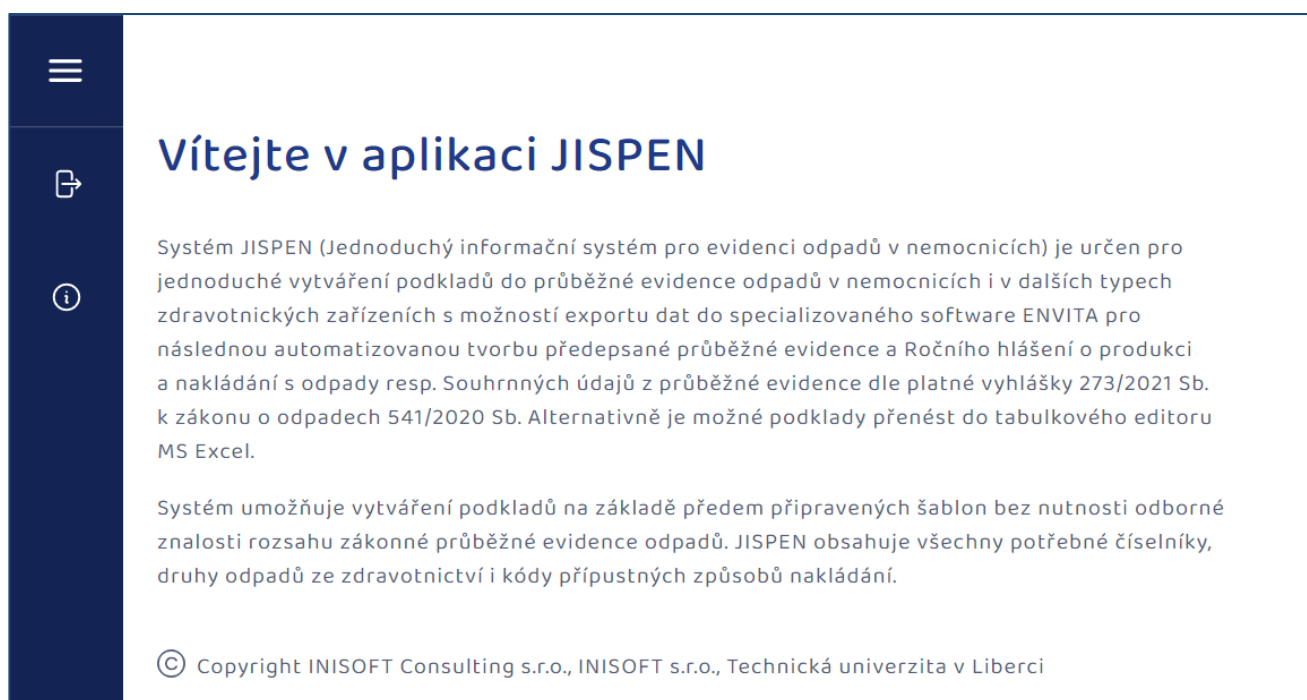 Vítejte v aplikaci JISPEN
Systém JISPEN (Jednoduchý informační systém pro evidenci odpadů v nemocnicích) je určen pro
jednoduché vytváření podkladů do průběžné evidence odpadů v nemocnicích i v dalších typech
zdravotnických zařízeních s možností exportu dat do specializovaného software ENVITA pro
následnou automatizovanou tvorbu předepsané průběžné evidence a Ročního hlášení o produkci
a nakládání s odpady resp. Souhrnných údajů z průběžné evidence dle platné vyhlášky 273/2021 Sb.
k zákonu o odpadech 541/2020 Sb. Alternativně je možné podklady přenést do tabulkového editoru
MS Excel.
Systém umožňuje vytváření podkladů na základě předem připravených šablon bez nutnosti odborné
znalosti rozsahu zákonné průběžné evidence odpadů. JISPEN obsahuje všechny potřebné číselníky,
druhy odpadů ze zdravotnictví i kódy přípustných způsobů nakládání.
© Copyright INISOFT Consulting s.r.o., INISOFT s.r.o., Technická univerzita v Liberci